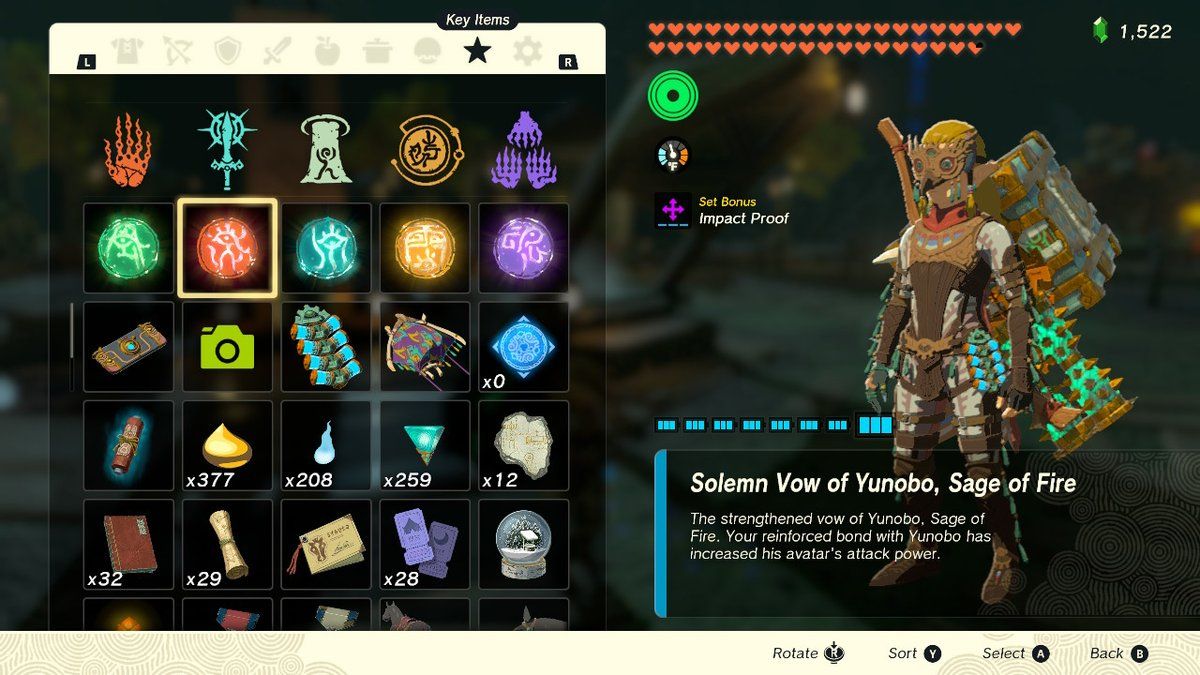 Key Items
L
R
1,522
°F
Set Bonus
Impact Proof
x0
x377
x208
x259
x12
x32
x29
x28
Solemn Vow of Yunobo, Sage of Fire
The strengthened vow of Yunobo, Sage of
Fire. Your reinforced bond with Yunobo has
increased his avatar's attack power.
Rotate R
Sort Y
Select A
Back B